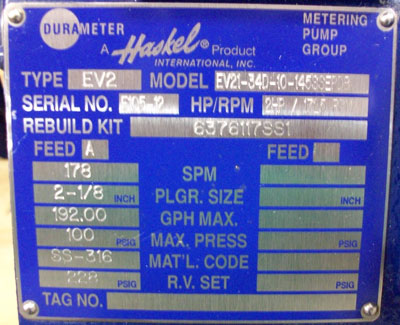 DURAMETER
METERING
PUMP
GROUP
A Haskel® Product
INTERNATIONAL, INC.
TYPE EV2 MODEL
SERIAL NO. HP/RPM
REBUILD KIT 6376117SS1
FEED A FEED
178 SPM
2-1/8 INCH PLGR. SIZE INCH
192.00 GPH MAX.
100 PSIG MAX. PRESS PSIG
SS-316 MAT'L. CODE
228 PSIG R.V. SET PSIG
TAG NO.